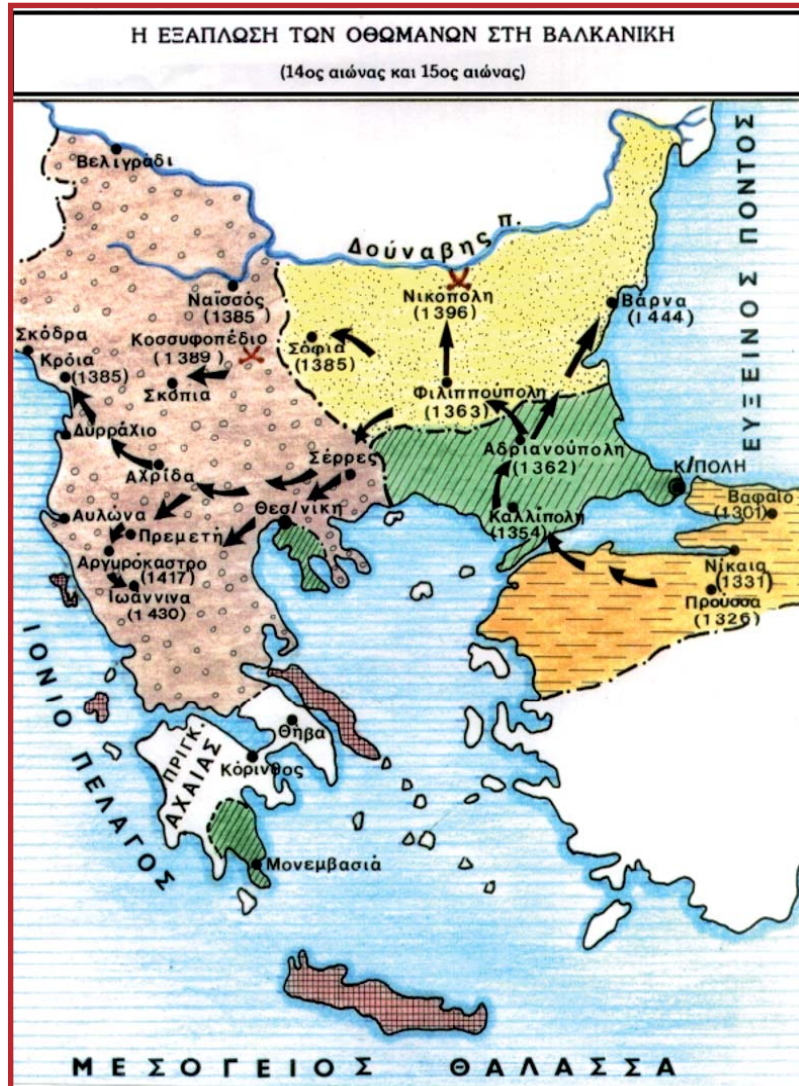 Η ΕΞΑΠΛΩΣΗ ΤΩΝ ΟΘΩΜΑΝΩΝ ΣΤΗ ΒΑΛΚΑΝΙΚΗ
(14ος αιώνας και 15ος αιώνας)
Βελιγράδι
ΕΥΞΕΙΝΟΣ ΠΟΝΤΟΣ
Δούναβης π.
Ναϊσσός
(1385)
Νικόπολη
(1396)
Βάρνα
(1444)
Σκόδρα
Κοσσυφοπέδιο
(1389)
Σόφια
(1385)
Κρόια
(1385)
Σκόπια
Φιλιππούπολη
(1363)
Δυρράχιο
Αδριανούπολη
(1362)
Σέρρες
Κ/ΠΟΛΗ
Αχρίδα
Βαφαίο
(1301)
Αυλώνα
Θεσ/νικη
Καλλίπολη
(1354)
Πρεμετή
Νίκαια
(1331)
Αργυρόκαστρο
(1417)
Προύσσα
(1326)
Ιωάννινα
(1430)
ΙΟΝΙΟ ΠΕΛΑΓΟΣ
Θήβα
ΠΡΙΓΚ.
ΑΧΑΙΑΣ
Κόρινθος
Μονεμβασιά
ΜΕΣΟΓΕΙΟΣ ΘΑΛΑΣΣΑ